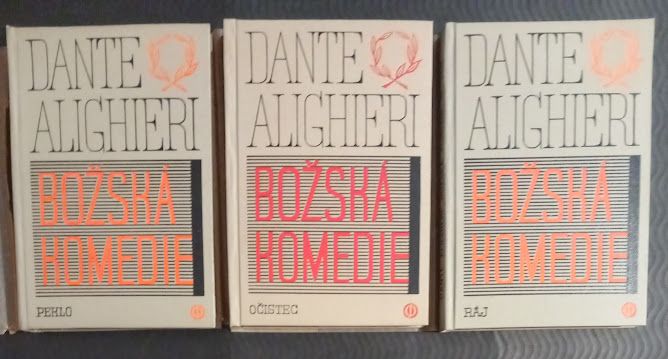 DANTE
ALIGHIERI
BOŽSKÁ
KOMEDIE
PEKLO
DANTE
ALIGHIERI
BOŽSKÁ
KOMEDIE
OČISTEC
DANTE
ALIGHIERI
BOŽSKÁ
KOMEDIE
RÁJ